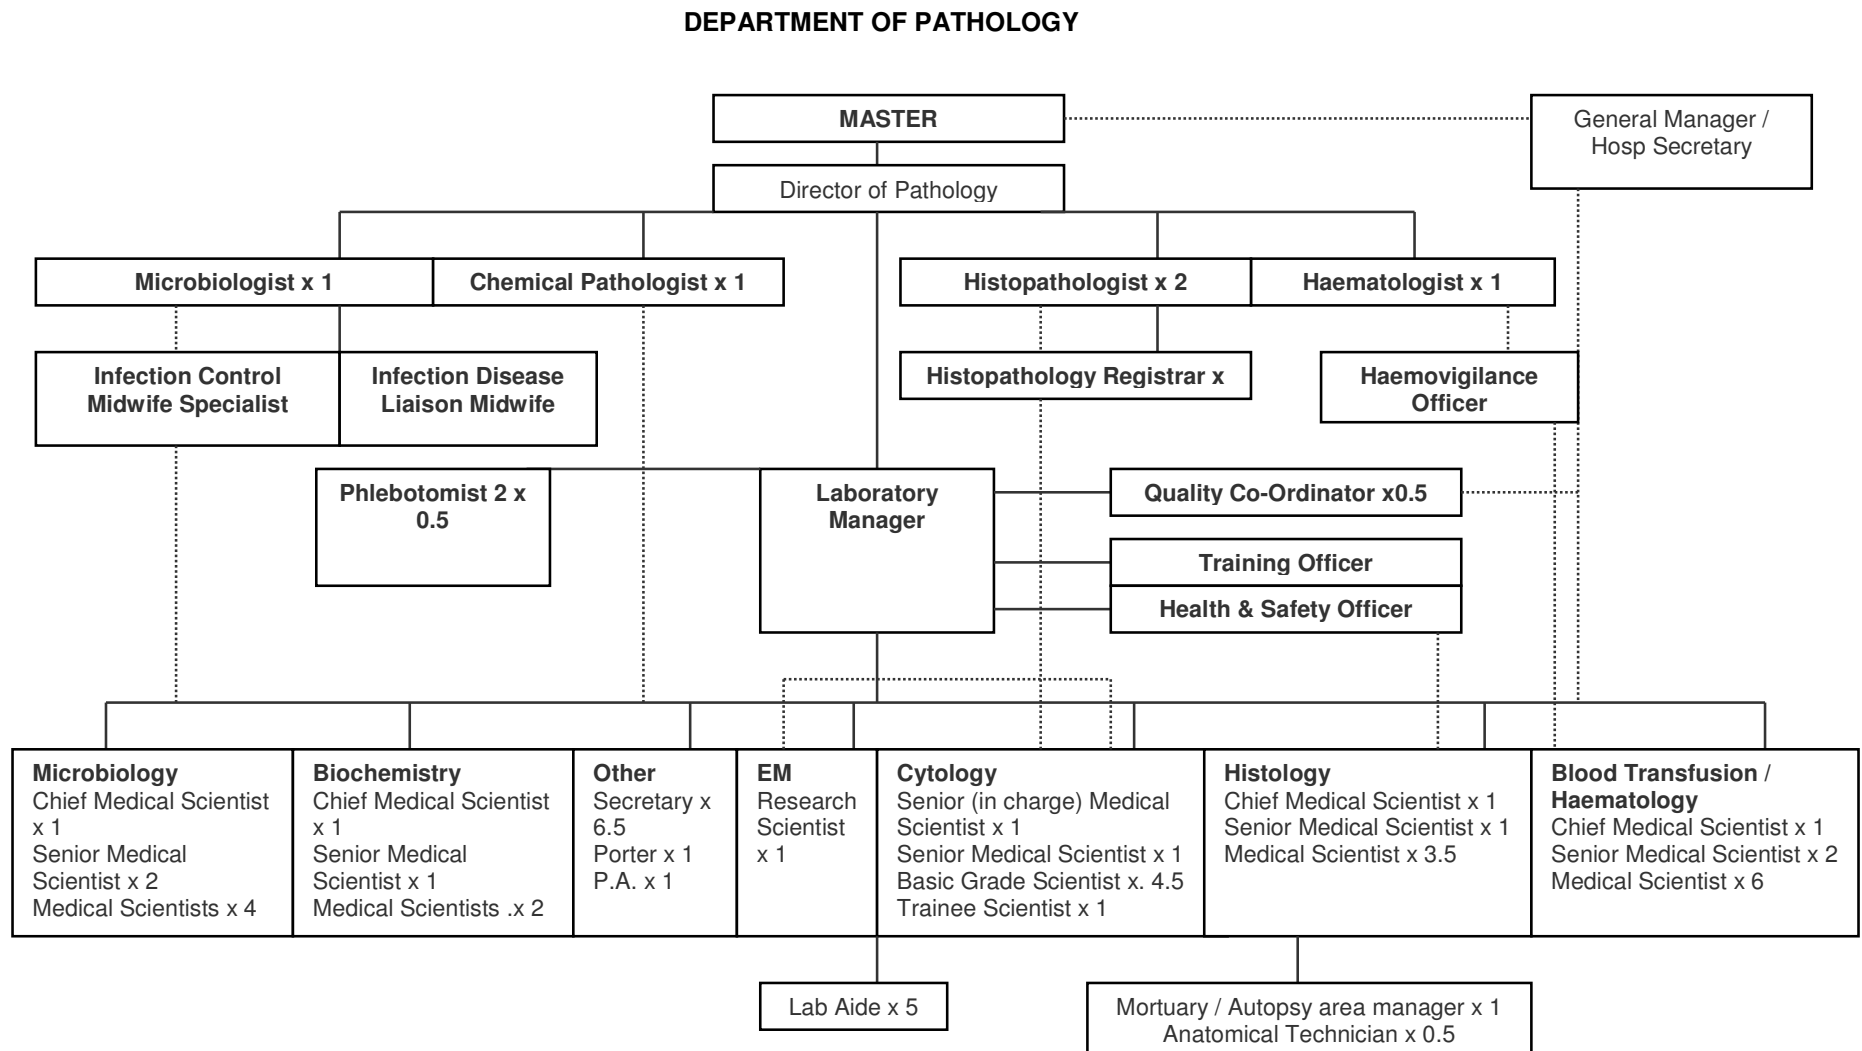 DEPARTMENT OF PATHOLOGY
MASTER
General Manager /
Hosp Secretary
Director of Pathology
Microbiologist x 1
Chemical Pathologist x 1
Histopathologist x 2
Haematologist x 1
Infection Control
Midwife Specialist
Infection Disease
Liaison Midwife
Histopathology Registrar x
Haemovigilance
Officer
Phlebotomist 2 x
0.5
Laboratory
Manager
Quality Co-Ordinator x0.5
Training Officer
Health & Safety Officer
Microbiology
Chief Medical Scientist
x 1
Senior Medical
Scientist x 2
Medical Scientists x 4
Biochemistry
Chief Medical Scientist
x 1
Senior Medical
Scientist x 1
Medical Scientists .x 2
Other
Secretary x
6.5
Porter x 1
P.A. x 1
EM
Research
Scientist
x 1
Cytology
Senior (in charge) Medical
Scientist x 1
Senior Medical Scientist x 1
Basic Grade Scientist x. 4.5
Trainee Scientist x 1
Histology
Chief Medical Scientist x 1
Senior Medical Scientist x 1
Medical Scientist x 3.5
Blood Transfusion /
Haematology
Chief Medical Scientist x 1
Senior Medical Scientist x 2
Medical Scientist x 6
Lab Aide x 5
Mortuary / Autopsy area manager x 1
Anatomical Technician x 0.5